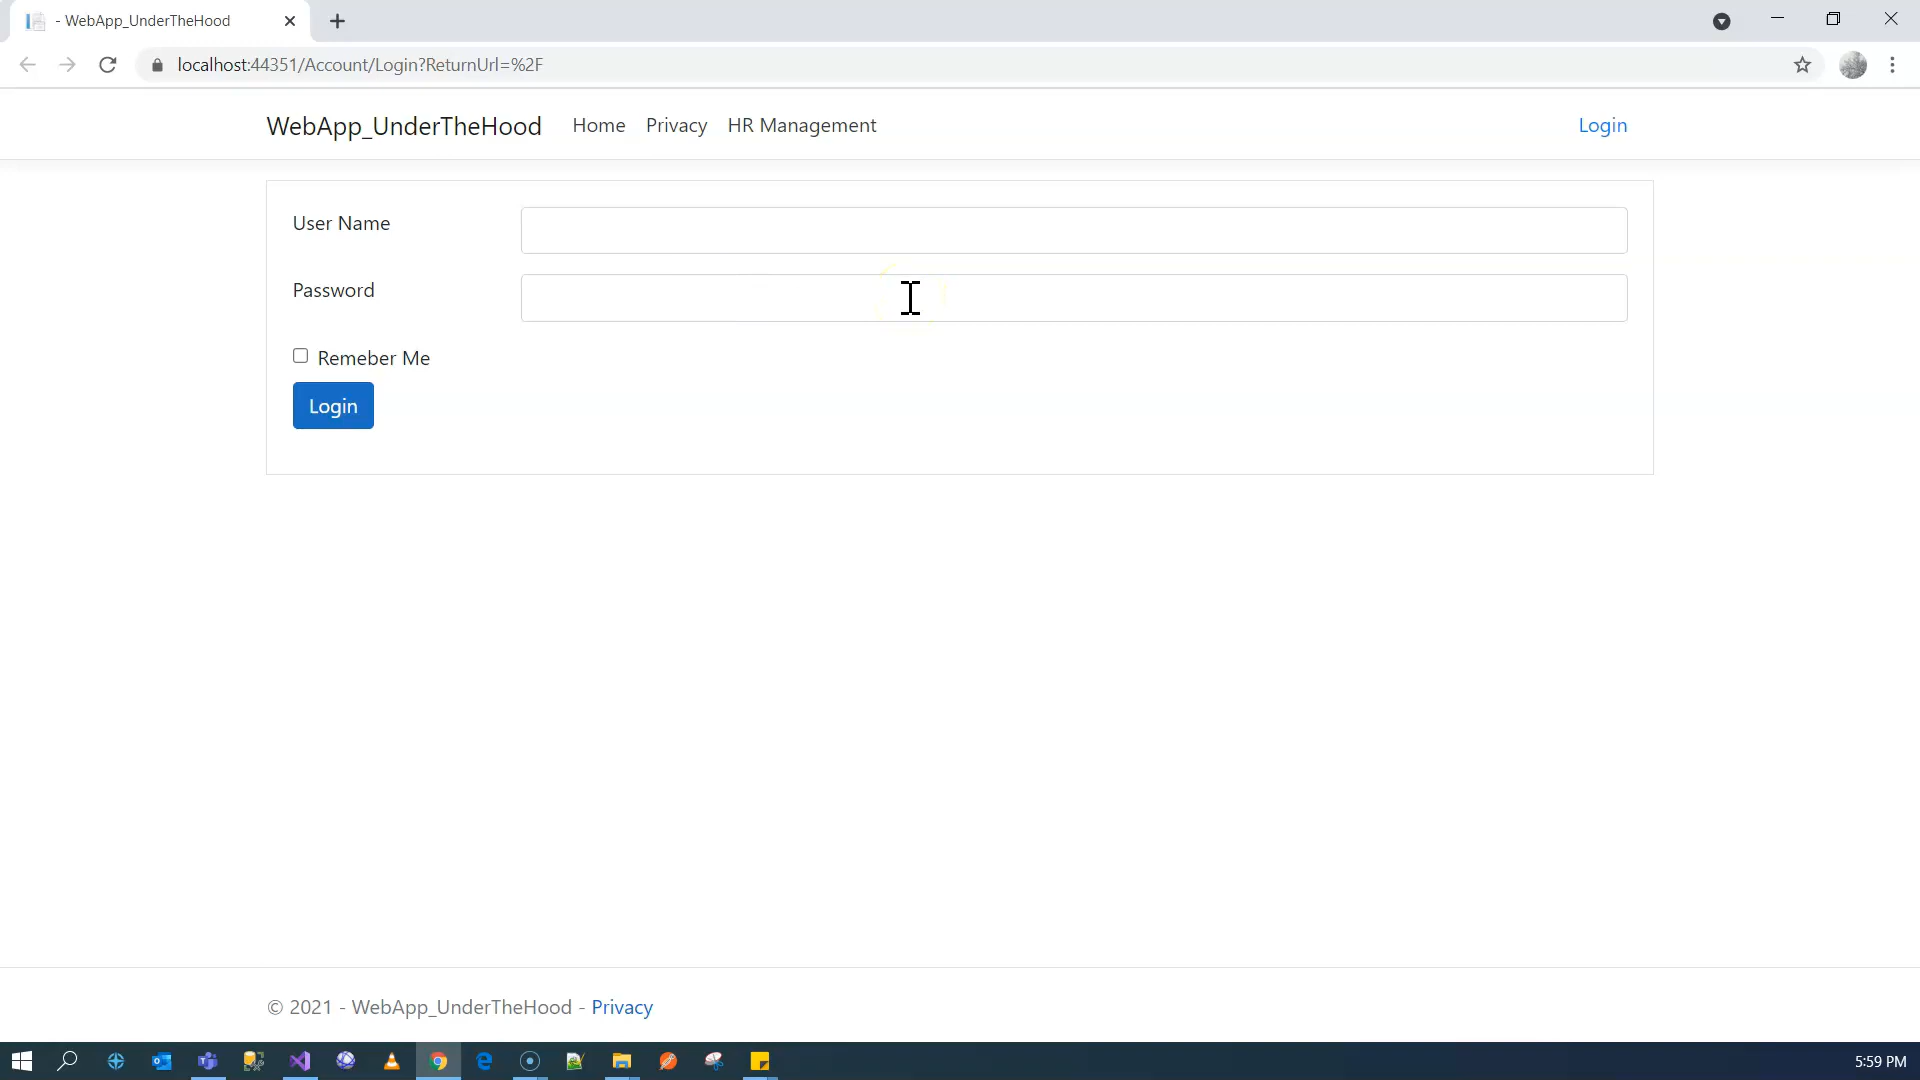 - WebApp_UnderTheHood
localhost:44351/Account/Login?ReturnUrl=%2F
WebApp_UnderTheHood Home Privacy HR Management Login
User Name
Password
Remeber Me
Login
© 2021 - WebApp_UnderTheHood - Privacy
5:59 PM